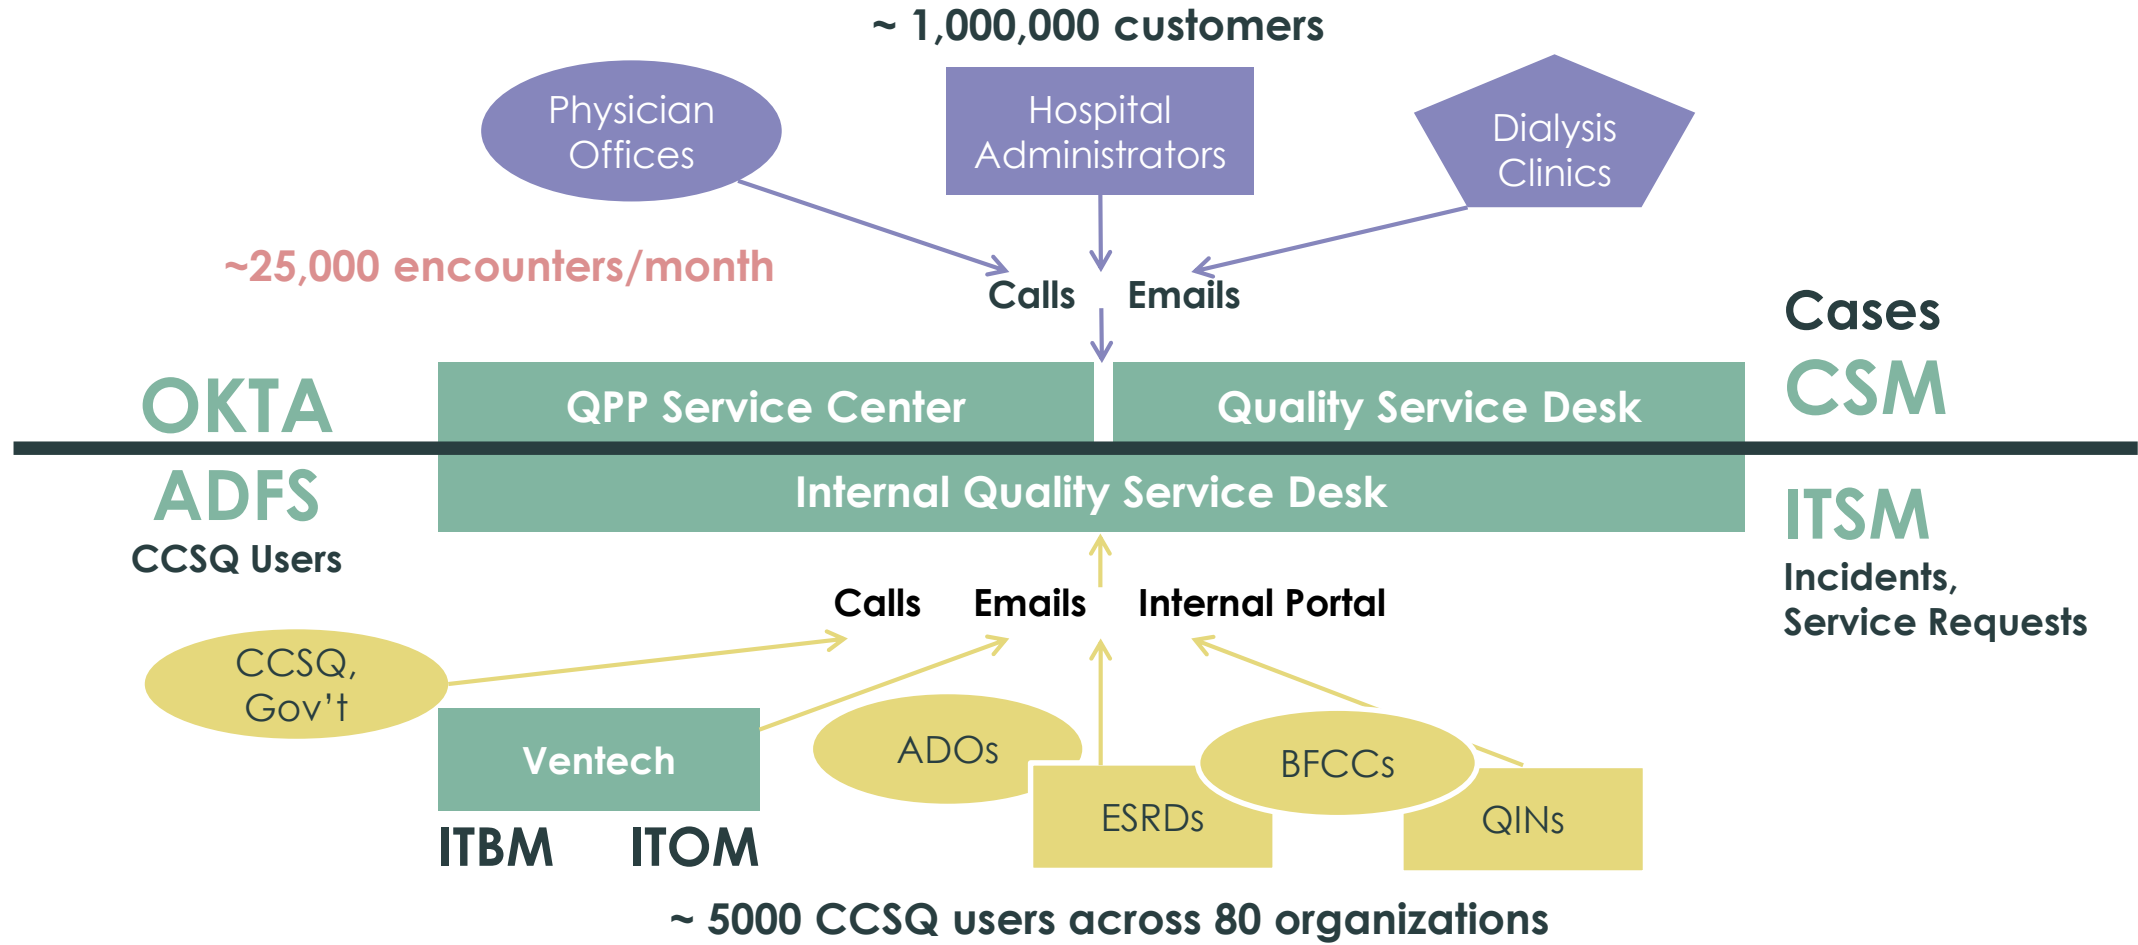 ~ 1,000,000 customers
Physician
Offices
Hospital
Administrators
Dialysis
Clinics
~25,000 encounters/month
Calls
Emails
Cases
OKTA
QPP Service Center
Quality Service Desk
CSM
ADFS
CCSQ Users
Internal Quality Service Desk
ITSM
Incidents,
Service Requests
Calls
Emails
Internal Portal
CCSQ,
Gov't
Ventech
ADOs
ESRDs
BFCCs
QINs
ITBM
ITOM
~ 5000 CCSQ users across 80 organizations